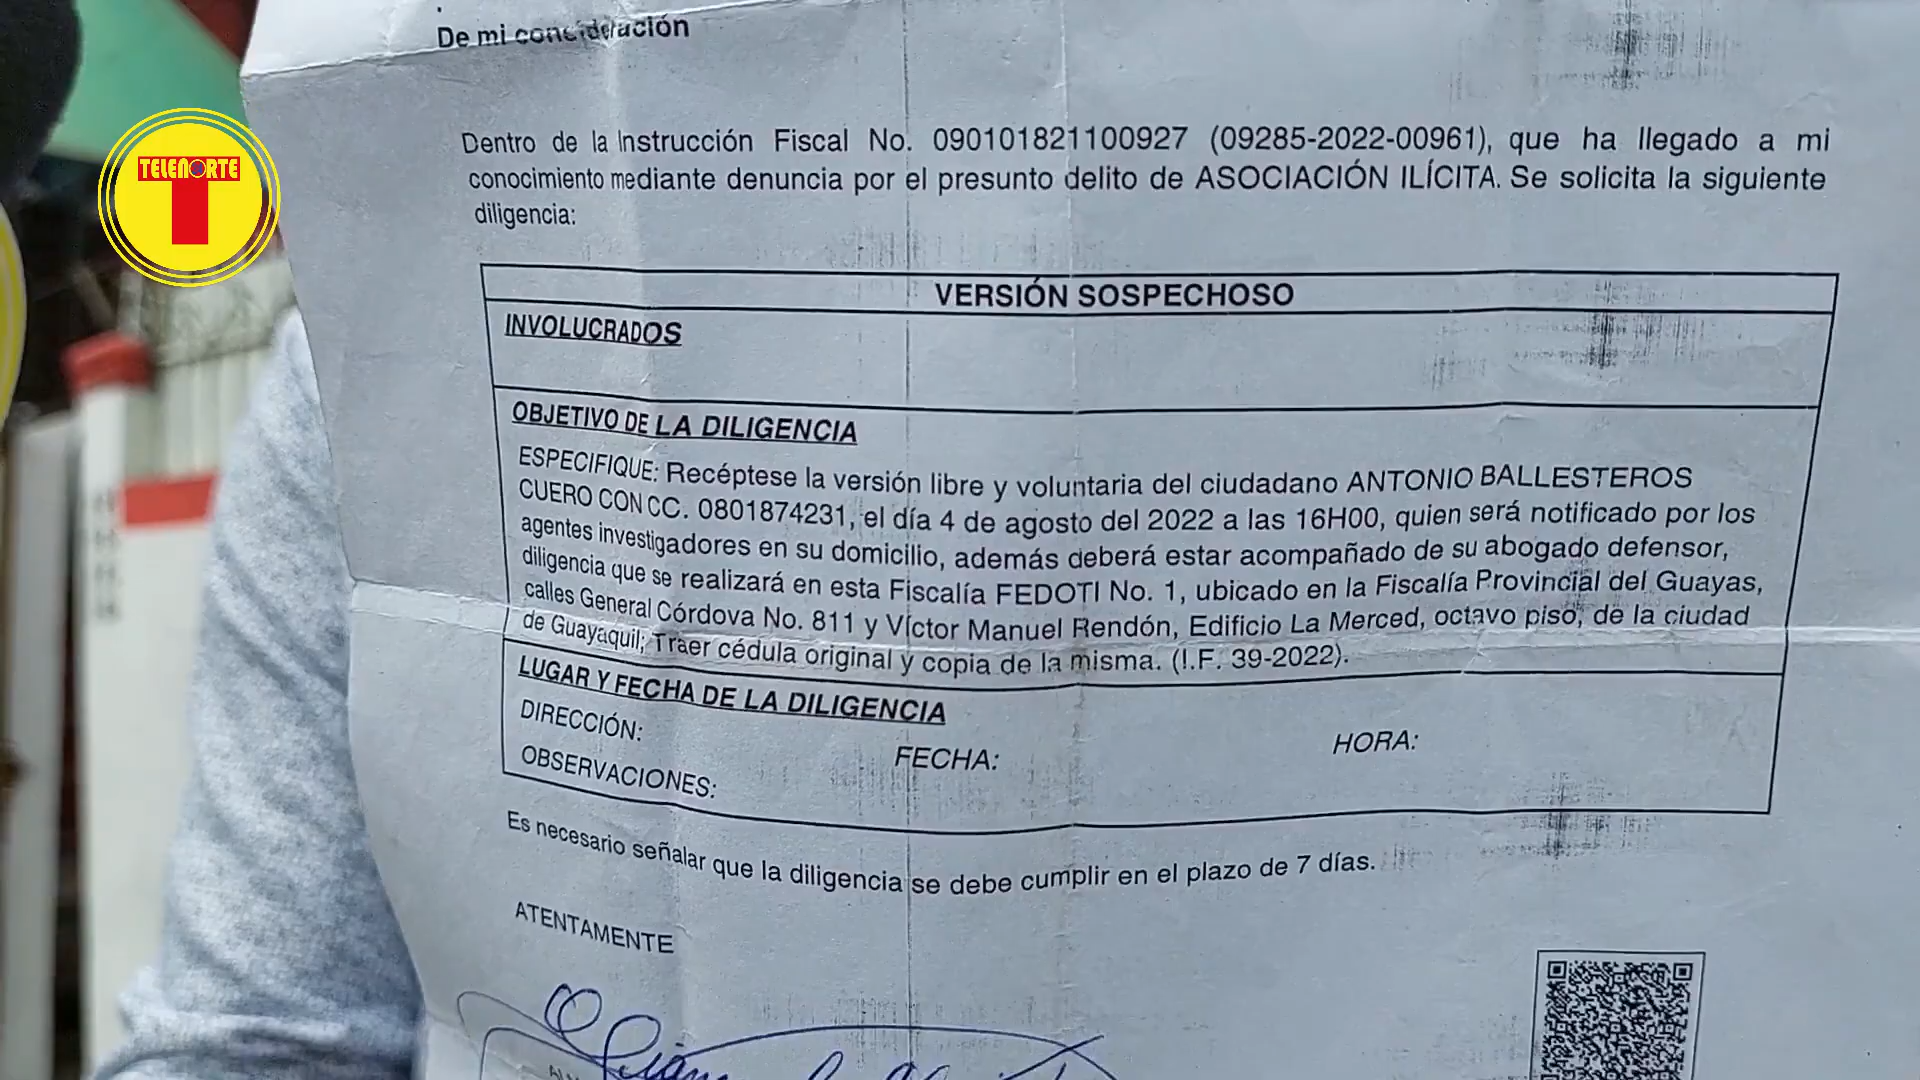 De mi consideración
TELENORTE
T
Dentro de la Instrucción Fiscal No. 090101821100927 (09285-2022-00961), que ha llegado a mi
conocimiento mediante denuncia por el presunto delito de ASOCIACIÓN ILÍCITA. Se solicita la siguiente
diligencia:
VERSIÓN SOSPECHOSO
INVOLUCRADOS
OBJETIVO DE LA DILIGENCIA
ESPECIFIQUE: Recéptese la versión libre y voluntaria del ciudadano ANTONIO BALLESTEROS
CUERO CON CC. 0801874231, el día 4 de agosto del 2022 a las 16H00, quien será notificado por los
agentes investigadores en su domicilio, además deberá estar acompañado de su abogado defensor,
diligencia que se realizará en esta Fiscalía FEDOTI No. 1, ubicado en la Fiscalía Provincial del Guayas,
calles General Córdova No. 811 y Víctor Manuel Rendón, Edificio La Merced, octavo piso, de la ciudad
de Guayaquil; Traer cédula original y copia de la misma. (I.F. 39-2022).
LUGAR Y FECHA DE LA DILIGENCIA
DIRECCIÓN:
FECHA:
HORA:
OBSERVACIONES:
Es necesario señalar que la diligencia se debe cumplir en el plazo de 7 días.
ATENTAMENTE